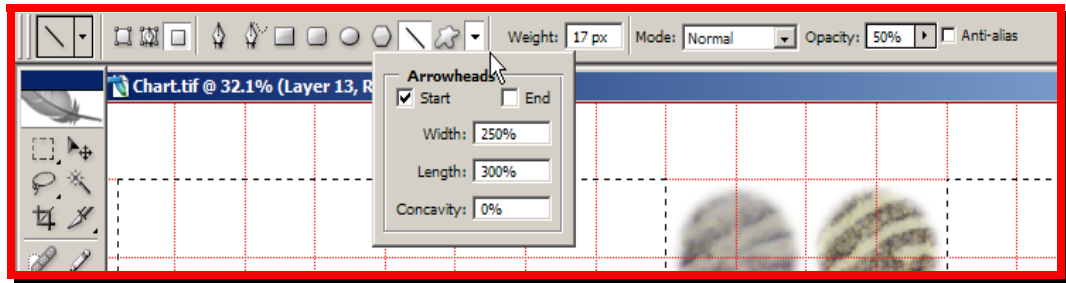 Weight: 17 px Mode: Normal Opacity: 50% Anti-alias
Chart.tif @ 32.1% (Layer 13, R
Arrowheads
Start End
Width: 250%
Length: 300%
Concavity: 0%